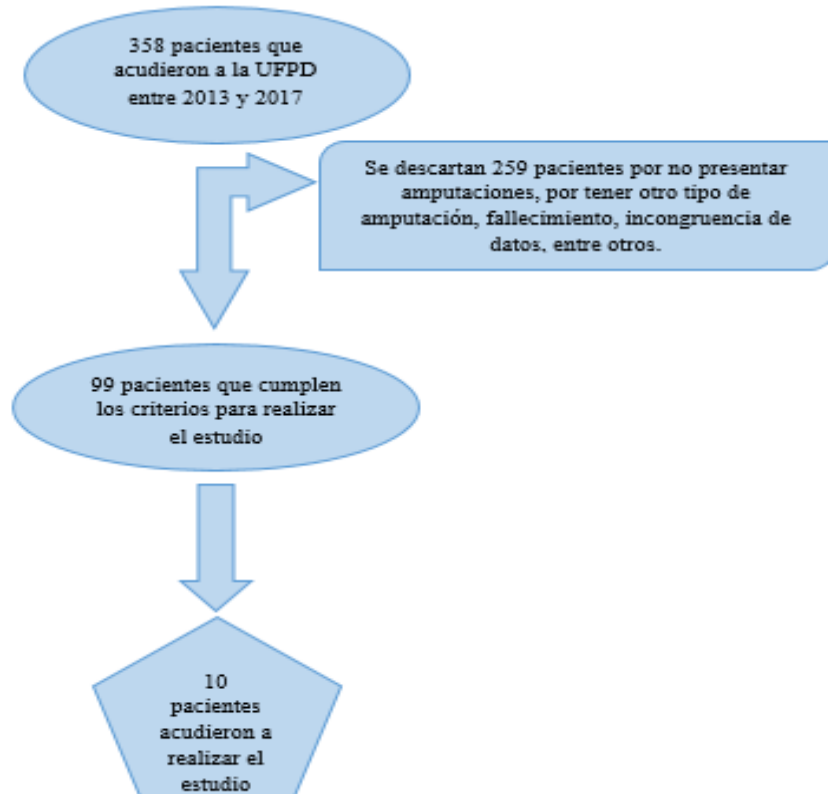 358 pacientes que
acudieron a la UFPD
entre 2013 y 2017
Se descartan 259 pacientes por no presentar
amputaciones, por tener otro tipo de
amputación, fallecimiento, incongruencia de
datos, entre otros.
99 pacientes que cumplen
los criterios para realizar
el estudio
10
pacientes
acudieron a
realizar el
estudio